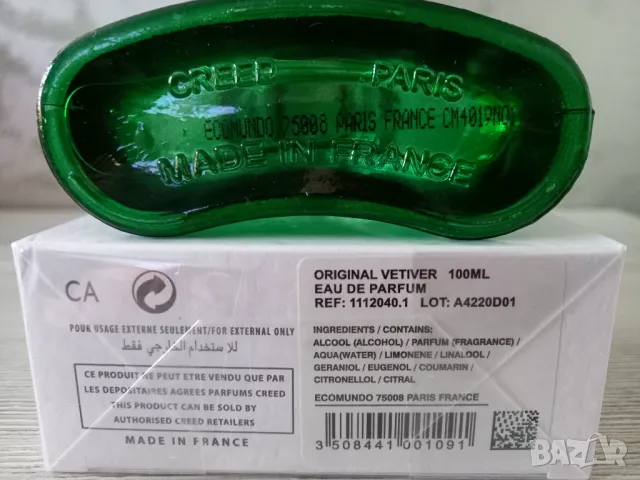 CREED PARIS
ECOMUNDO 75008 PARIS FRANCE CM4019N0
MADE IN FRANCE
CA
POUR USAGE EXTERNE SEULEMENT/FOR EXTERNAL ONLY
للاستخدام الخارجي فقط
CE PRODUIT NE PEUT ETRE VENDU QUE PAR
LES DEPOSITAIRES AGREES PARFUMS CREED
THIS PRODUCT CAN BE SOLD BY
AUTHORISED CREED RETAILERS
MADE IN FRANCE
ORIGINAL VETIVER 100ML
EAU DE PARFUM
REF: 1112040.1 LOT: A4220D01
INGREDIENTS / CONTAINS:
ALCOOL (ALCOHOL) / PARFUM (FRAGRANCE) /
AQUA(WATER) / LIMONENE / LINALOOL /
GERANIOL / EUGENOL / COUMARIN /
CITRONELLOL / CITRAL
ECOMUNDO 75008 PARIS FRANCE
3 508441 001091
BAZAR
bg